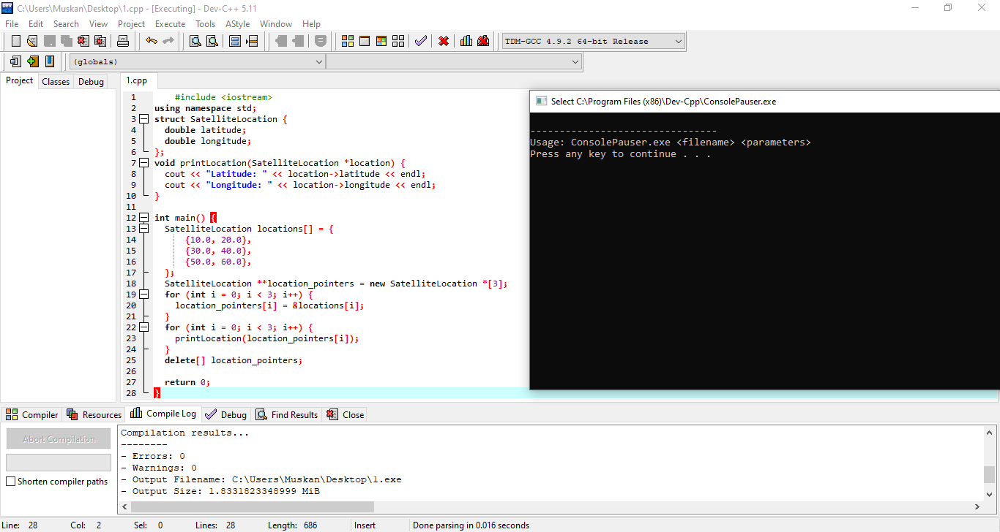 C:\Users\Muskan\Desktop\1.cpp - [Executing] - Dev-C++ 5.11
File Edit Search View Project Execute Tools AStyle Window Help
TDM-GCC 4.9.2 64-bit Release
(globals)
Project Classes Debug
1.cpp
1 #include <iostream>
2 using namespace std;
3 struct SatelliteLocation {
4 double latitude;
5 double longitude;
6 };
7 void printLocation(SatelliteLocation *location) {
8 cout << "Latitude: " << location->latitude << endl;
9 cout << "Longitude: " << location->longitude << endl;
10 }
11
12 int main() {
13 SatelliteLocation locations[] = {
14 {10.0, 20.0},
15 {30.0, 40.0},
16 {50.0, 60.0},
17 };
18 SatelliteLocation **location_pointers = new SatelliteLocation *[3];
19 for (int i = 0; i < 3; i++) {
20 location_pointers[i] = &locations[i];
21 }
22 for (int i = 0; i < 3; i++) {
23 printLocation(location_pointers[i]);
24 }
25 delete[] location_pointers;
26
27 return 0;
28 }
Select C:\Program Files (x86)\Dev-Cpp\ConsolePauser.exe
--------------------------------
Usage: ConsolePauser.exe <filename> <parameters>
Press any key to continue . . .
Compiler Resources Compile Log Debug Find Results Close
Abort Compilation
Shorten compiler paths
Compilation results...
--------
- Errors: 0
- Warnings: 0
- Output Filename: C:\Users\Muskan\Desktop\1.exe
- Output Size: 1.8331823348999 MiB
Line: 28 Col: 2 Sel: 0 Lines: 28 Length: 686 Insert Done parsing in 0.016 seconds